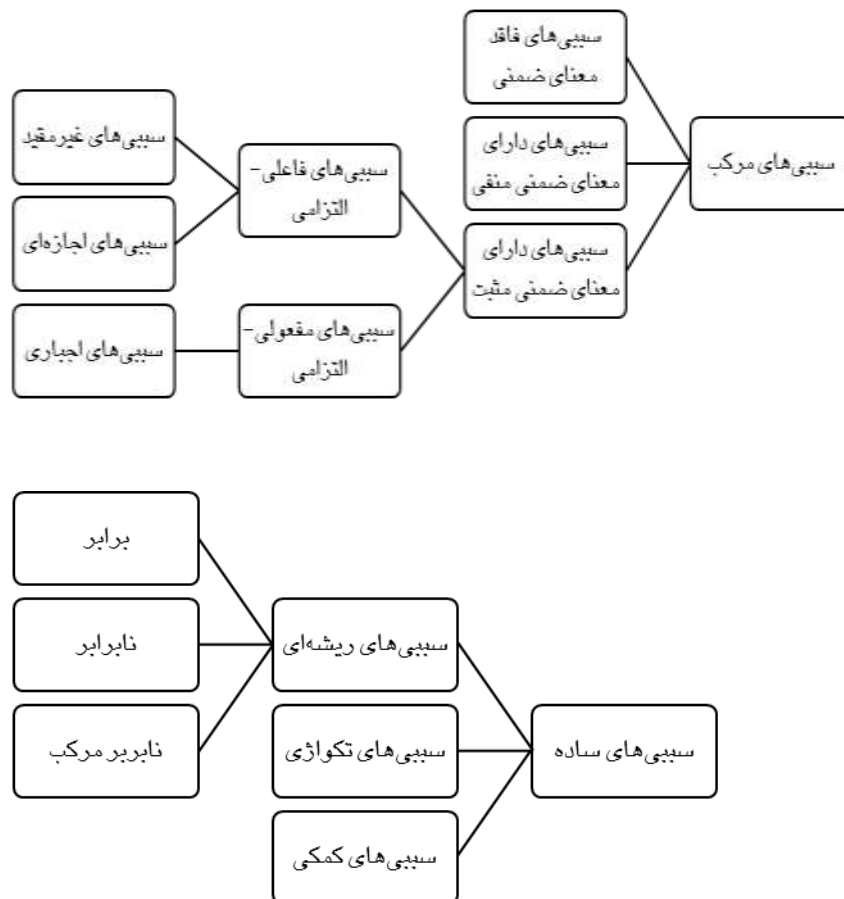 سببی‌های مرکب
سببی‌های فاقد
معنای ضمنی
سببی‌های دارای
معنای ضمنی منفی
سببی‌های دارای
معنای ضمنی مثبت
سببی‌های فاعلی-
التزامی
سببی‌های مفعولی-
التزامی
سببی‌های غیرمقید
سببی‌های اجازه‌ای
سببی‌های اجباری
سببی‌های ساده
سببی‌های ریشه‌ای
سببی‌های تکواژی
سببی‌های کمکی
برابر
نابرابر
نابربر مرکب